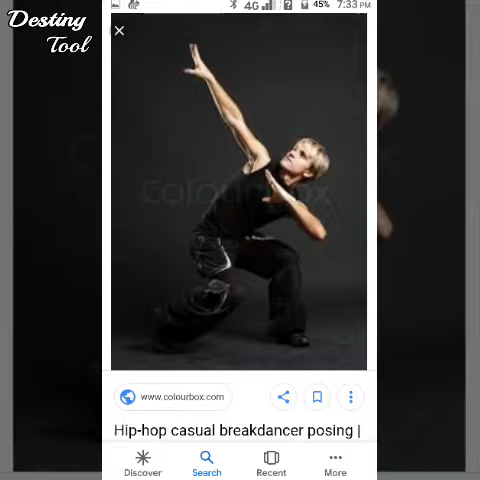 Destiny
Tool
4G
45%
7:33 PM
Colourbox
www.colourbox.com
Hip-hop casual breakdancer posing |
Discover
Search
Recent
More